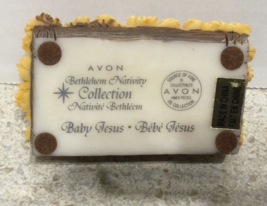 AVON
Bethlehem Nativity
Collection
Nativité Bethléem
Baby Jesus • Bébé Jésus
AVON